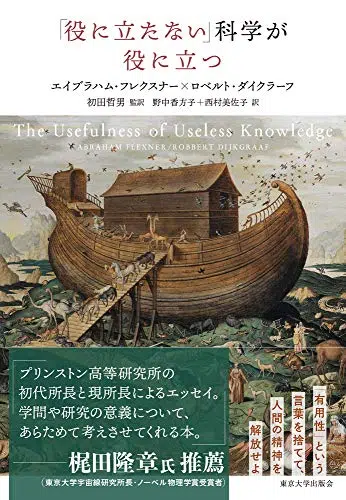 「役に立たない」科学が
役に立つ
エイブラハム・フレクスナー×ロベルト・ダイクラーフ
初田哲男 監訳 野中香方子+西村美佐子 訳
The Usefulness of Useless Knowledge
ABRAHAM FLEXNER/ROBBERT DIJKGRAAF
プリンストン高等研究所の
初代所長と現所長によるエッセイ。
学問や研究の意義について、
あらためて考えさせてくれる本。
梶田隆章氏 推薦
(東京大学宇宙線研究所長・ノーベル物理学賞受賞者)
「有用性」という
言葉を捨てて、
人間の精神を
解放せよ
東京大学出版会